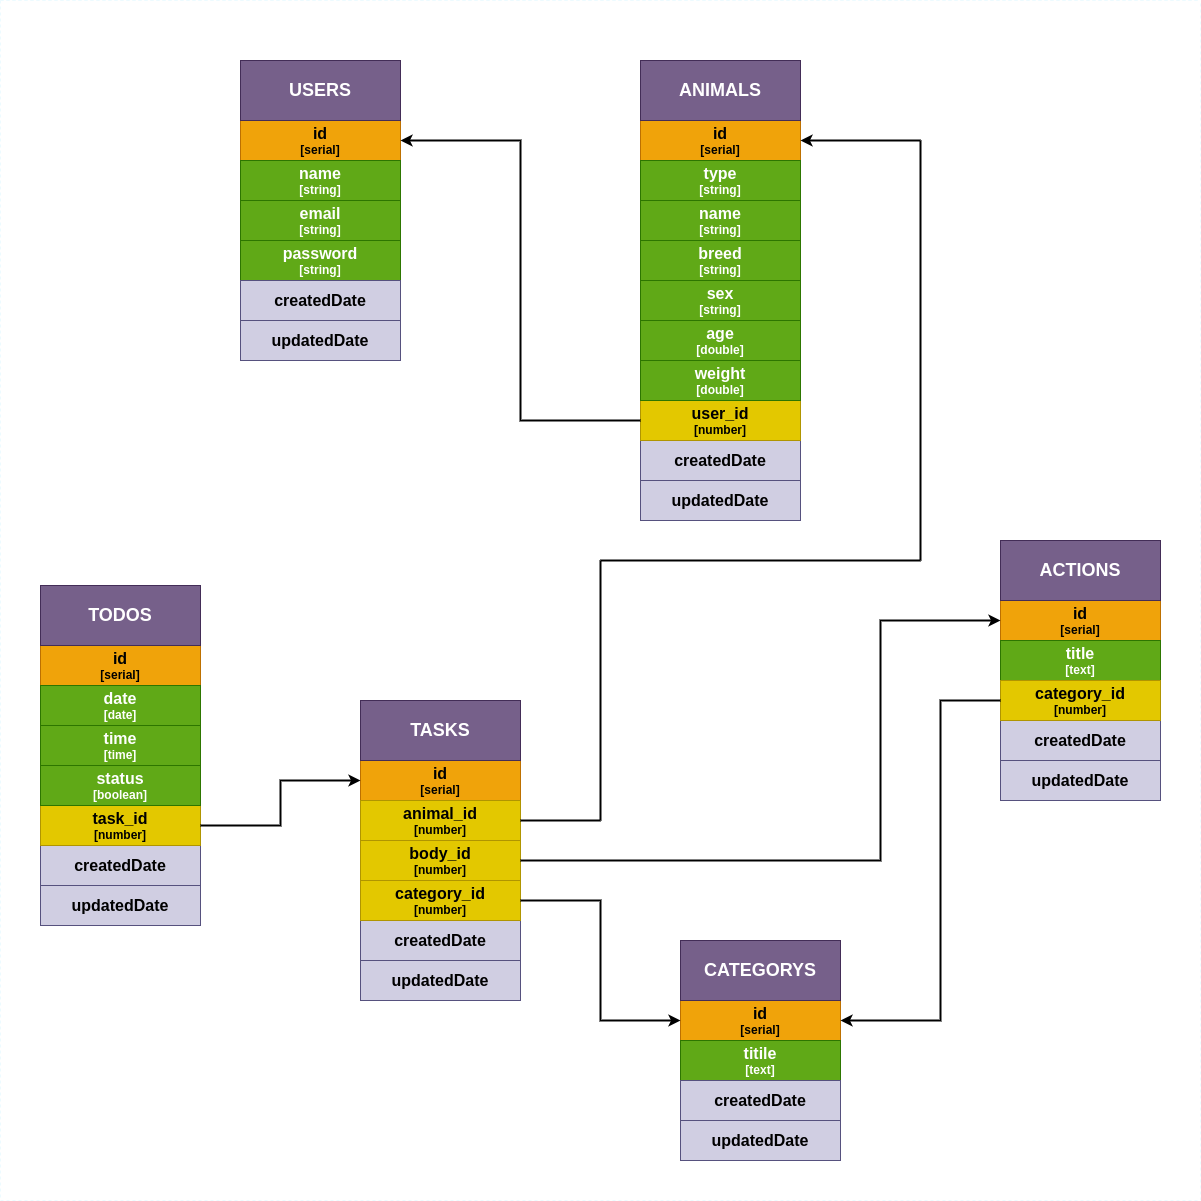 USERS
id
[serial]
name
[string]
email
[string]
password
[string]
createdDate
updatedDate
ANIMALS
id
[serial]
type
[string]
name
[string]
breed
[string]
sex
[string]
age
[double]
weight
[double]
user_id
[number]
createdDate
updatedDate
TODOS
id
[serial]
date
[date]
time
[time]
status
[boolean]
task_id
[number]
createdDate
updatedDate
TASKS
id
[serial]
animal_id
[number]
body_id
[number]
category_id
[number]
createdDate
updatedDate
ACTIONS
id
[serial]
title
[text]
category_id
[number]
createdDate
updatedDate
CATEGORYS
id
[serial]
titile
[text]
createdDate
updatedDate